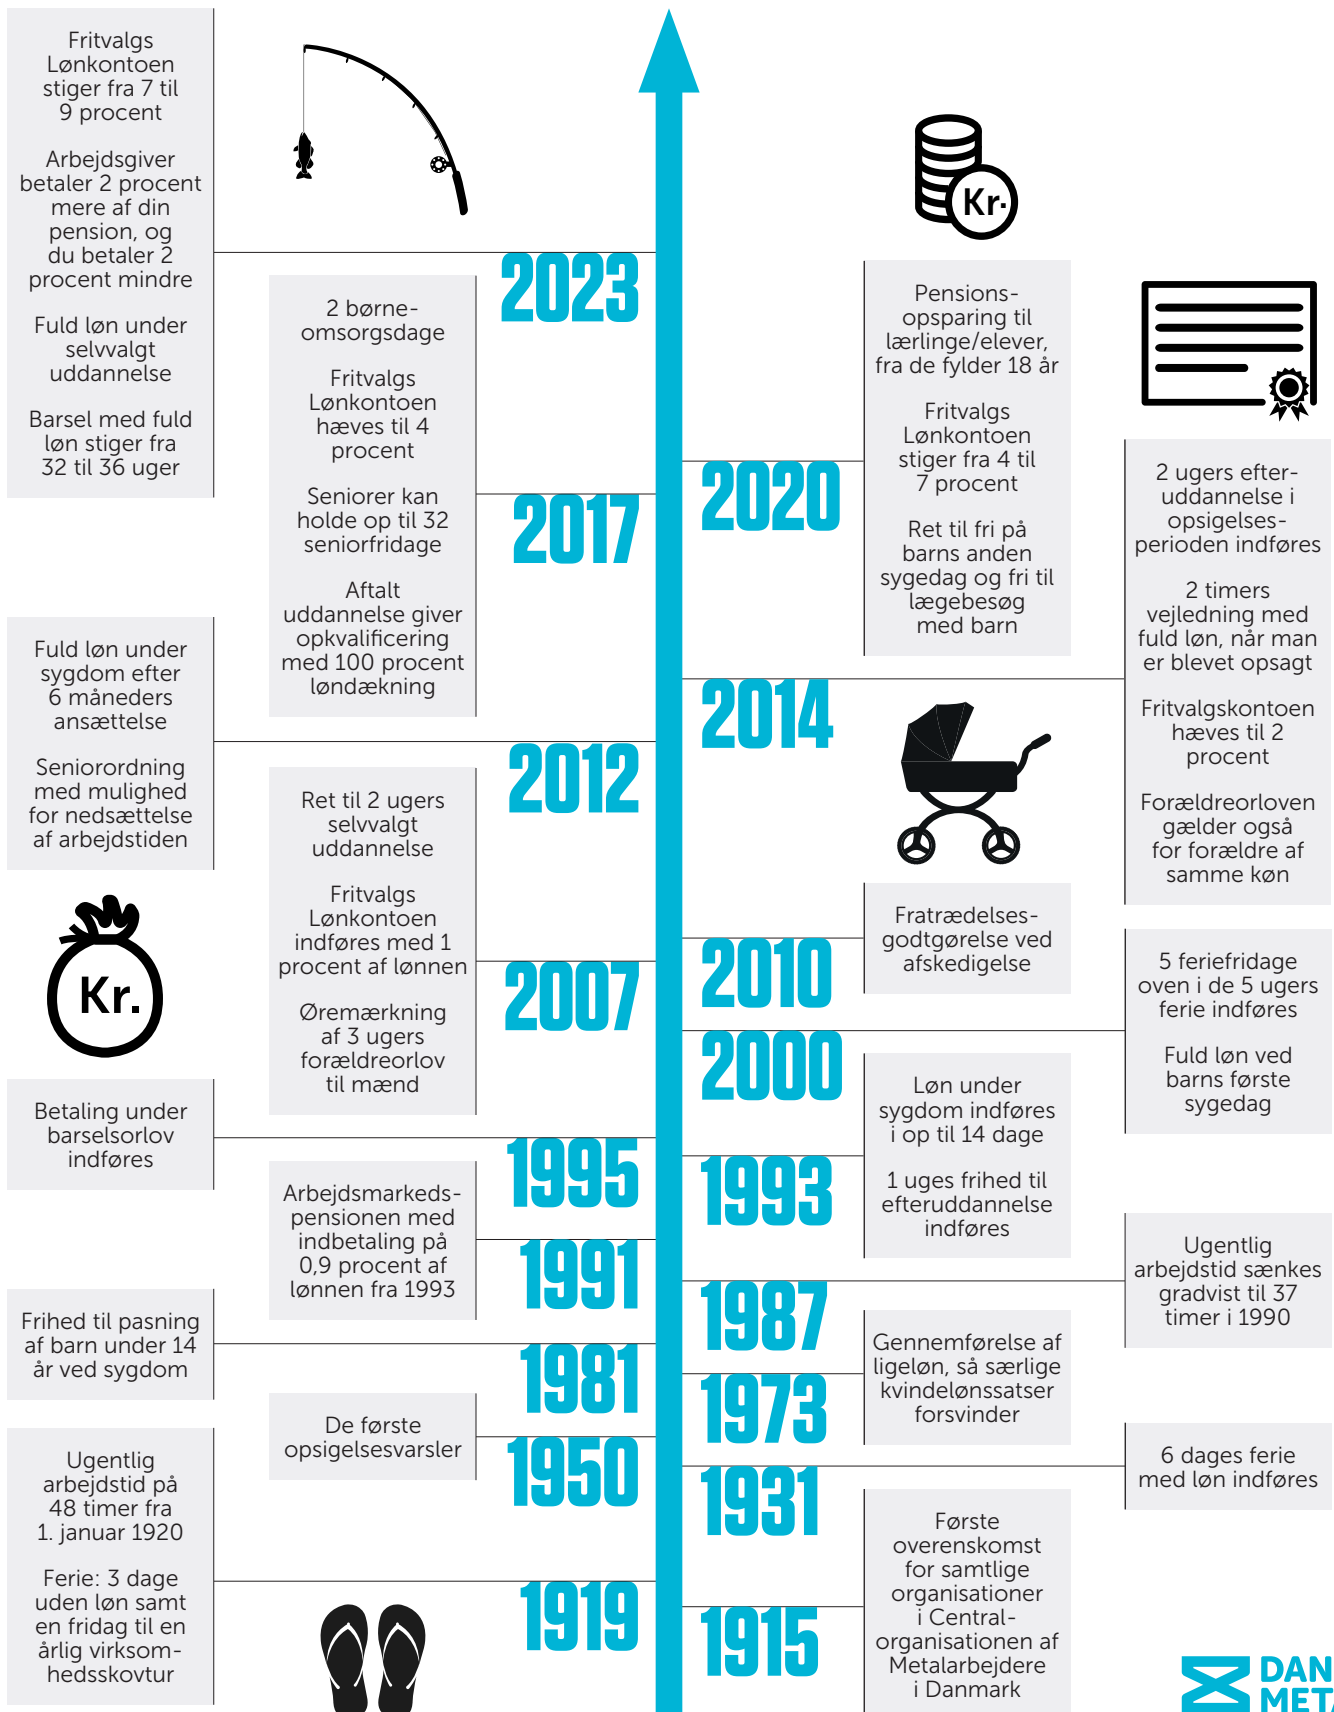 Fritvalgs
Lønkontoen
stiger fra 7 til
9 procent
Arbejdsgiver
betaler 2 procent
mere af din
pension, og
du betaler 2
procent mindre
Fuld løn under
selvvalgt
uddannelse
Barsel med fuld
løn stiger fra
32 til 36 uger
2023
Kr.
Pensions-
opsparing til
lærlinge/elever,
fra de fylder 18 år
Fritvalgs
Lønkontoen
stiger fra 4 til
7 procent
Ret til fri på
barns anden
sygedag og fri til
lægebesøg
med barn
2020
2 børne-
omsorgsdage
Fritvalgs
Lønkontoen
hæves til 4
procent
Seniorer kan
holde op til 32
seniorfridage
Aftalt
uddannelse giver
opkvalificering
med 100 procent
løndækning
2017
2 ugers efter-
uddannelse i
opsigelses-
perioden indføres
2 timers
vejledning med
fuld løn, når man
er blevet opsagt
Fritvalgskontoen
hæves til 2
procent
Forældreorloven
gælder også
for forældre af
samme køn
2014
Fuld løn under
sygdom efter
6 måneders
ansættelse
Seniorordning
med mulighed
for nedsættelse
af arbejdstiden
2012
Kr.
Fratrædelses-
godtgørelse ved
afskedigelse
2010
Ret til 2 ugers
selvvalgt
uddannelse
Fritvalgs
Lønkontoen
indføres med 1
procent af lønnen
Øremærkning
af 3 ugers
forældreorlov
til mænd
2007
5 feriefridage
oven i de 5 ugers
ferie indføres
Fuld løn ved
barns første
sygedag
2000
Betaling under
barselsorlov
indføres
1995
Løn under
sygdom indføres
i op til 14 dage
1 uges frihed til
efteruddannelse
indføres
1993
Arbejdsmarkeds-
pensionen med
indbetaling på
0,9 procent af
lønnen fra 1993
1991
Ugentlig
arbejdstid sænkes
gradvist til 37
timer i 1990
1987
Frihed til pasning
af barn under 14
år ved sygdom
1981
Gennemførelse af
ligeløn, så særlige
kvindelønssatser
forsvinder
1973
De første
opsigelsesvarsler
1950
6 dages ferie
med løn indføres
1931
Ugentlig
arbejdstid på
48 timer fra
1. januar 1920
Ferie: 3 dage
uden løn samt
en fridag til en
årlig virksom-
hedsskovtur
1919
Første
overenskomst
for samtlige
organisationer
i Central-
organisationen af
Metalarbejdere
i Danmark
1915
DAN
META